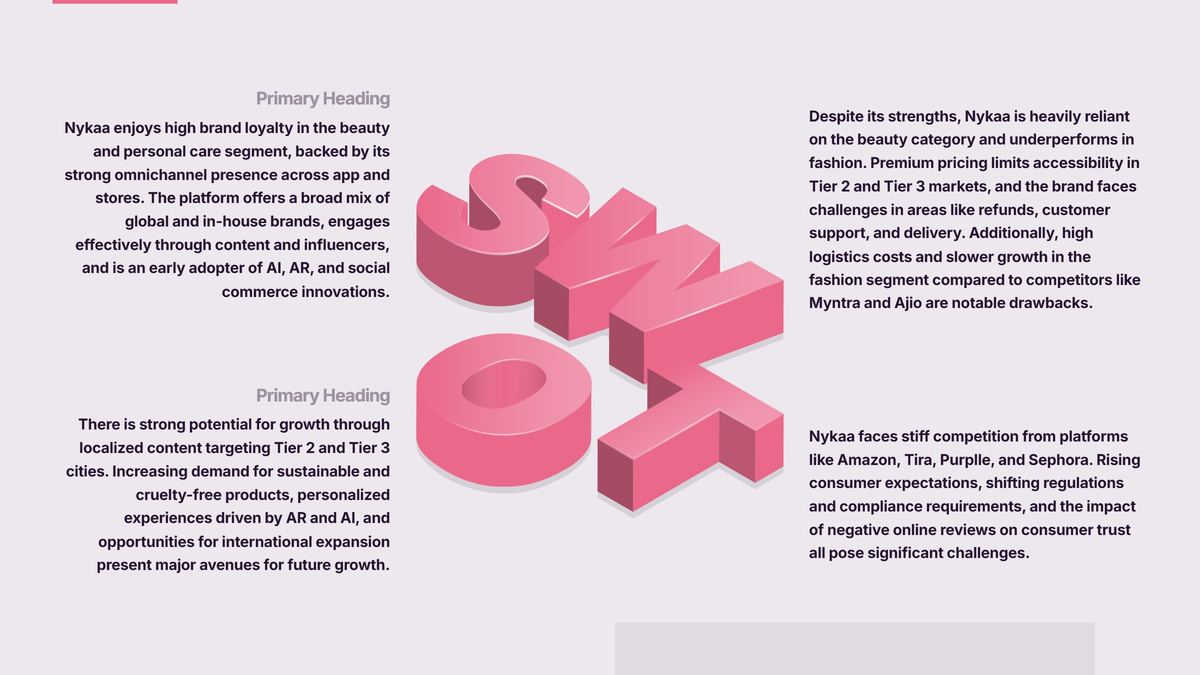 Primary Heading
Nykaa enjoys high brand loyalty in the beauty
and personal care segment, backed by its
strong omnichannel presence across app and
stores. The platform offers a broad mix of
global and in-house brands, engages
effectively through content and influencers,
and is an early adopter of AI, AR, and social
commerce innovations.
Despite its strengths, Nykaa is heavily reliant
on the beauty category and underperforms in
fashion. Premium pricing limits accessibility in
Tier 2 and Tier 3 markets, and the brand faces
challenges in areas like refunds, customer
support, and delivery. Additionally, high
logistics costs and slower growth in the
fashion segment compared to competitors like
Myntra and Ajio are notable drawbacks.
S W
O T
Primary Heading
There is strong potential for growth through
localized content targeting Tier 2 and Tier 3
cities. Increasing demand for sustainable and
cruelty-free products, personalized
experiences driven by AR and AI, and
opportunities for international expansion
present major avenues for future growth.
Nykaa faces stiff competition from platforms
like Amazon, Tira, Purplle, and Sephora. Rising
consumer expectations, shifting regulations
and compliance requirements, and the impact
of negative online reviews on consumer trust
all pose significant challenges.